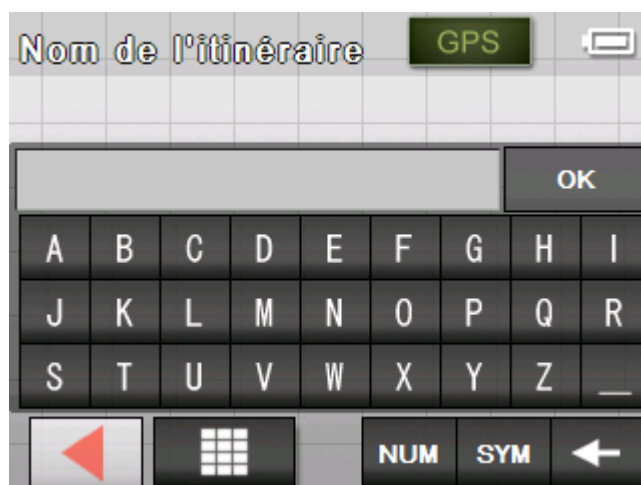 Nom de l'itinéraire GPS
OK
A B C D E F G H I
J K L M N O P Q R
S T U V W X Y Z _
NUM SYM